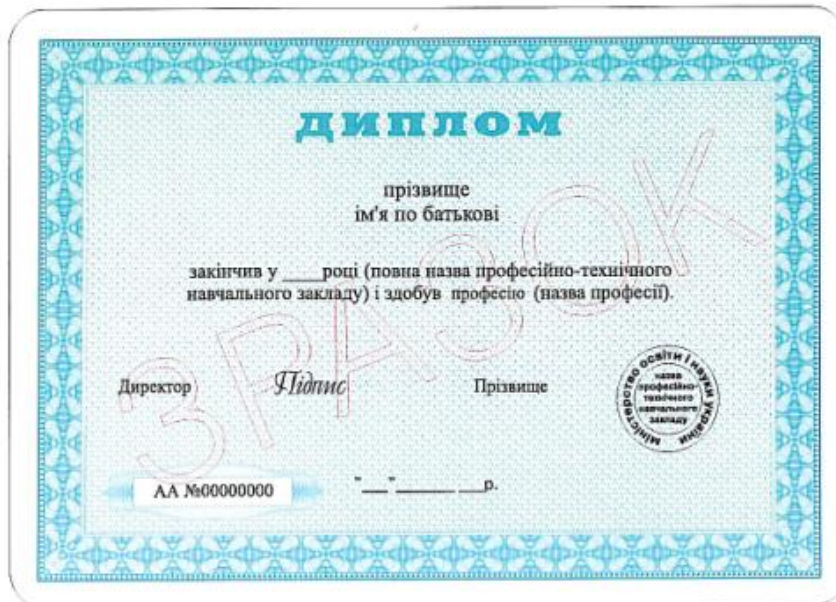 ДИПЛОМ
прізвище
ім'я по батькові
закінчив у ____році (повна назва професійно-технічного
навчального закладу) і здобув професію (назва професії).
Директор Підпис Прізвище
міністерство освіти і науки україни
назва
професійно-
технічного
навчального
закладу
АА №00000000 "___"________ ___р.
ЗРАЗОК